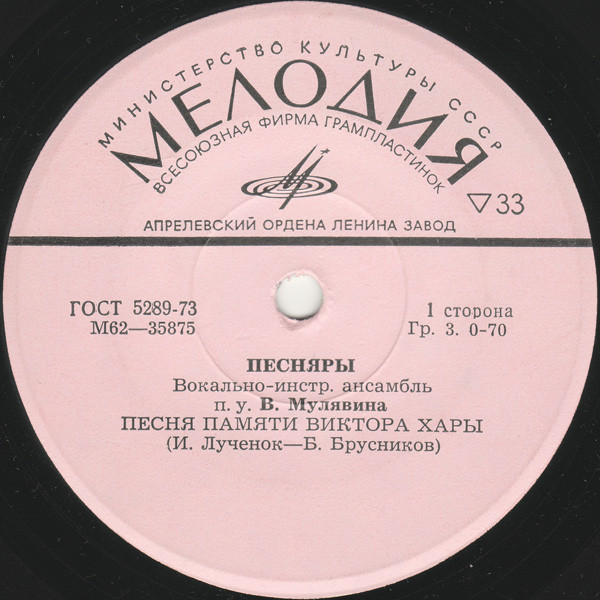 МИНИСТЕРСТВО КУЛЬТУРЫ СССР
МЕЛОДИЯ
ВСЕСОЮЗНАЯ ФИРМА ГРАМПЛАСТИНОК
▽33
АПРЕЛЕВСКИЙ ОРДЕНА ЛЕНИНА ЗАВОД
ГОСТ 5289-73
М62—35875
1 сторона
Гр. 3. 0-70
ПЕСНЯРЫ
Вокально-инстр. ансамбль
п. у. В. Мулявина
ПЕСНЯ ПАМЯТИ ВИКТОРА ХАРЫ
(И. Лученок—Б. Брусников)